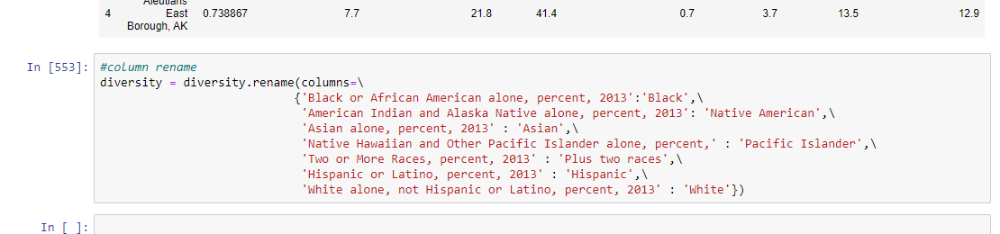 Aleutians
4 East 0.738867 7.7 21.8 41.4 0.7 3.7 13.5 12.9
Borough, AK
In [553]: #column rename
diversity = diversity.rename(columns=\
{'Black or African American alone, percent, 2013':'Black',\
'American Indian and Alaska Native alone, percent, 2013': 'Native American',\
'Asian alone, percent, 2013' : 'Asian',\
'Native Hawaiian and Other Pacific Islander alone, percent,' : 'Pacific Islander',\
'Two or More Races, percent, 2013' : 'Plus two races',\
'Hispanic or Latino, percent, 2013' : 'Hispanic',\
'White alone, not Hispanic or Latino, percent, 2013' : 'White'})
In [ ]: